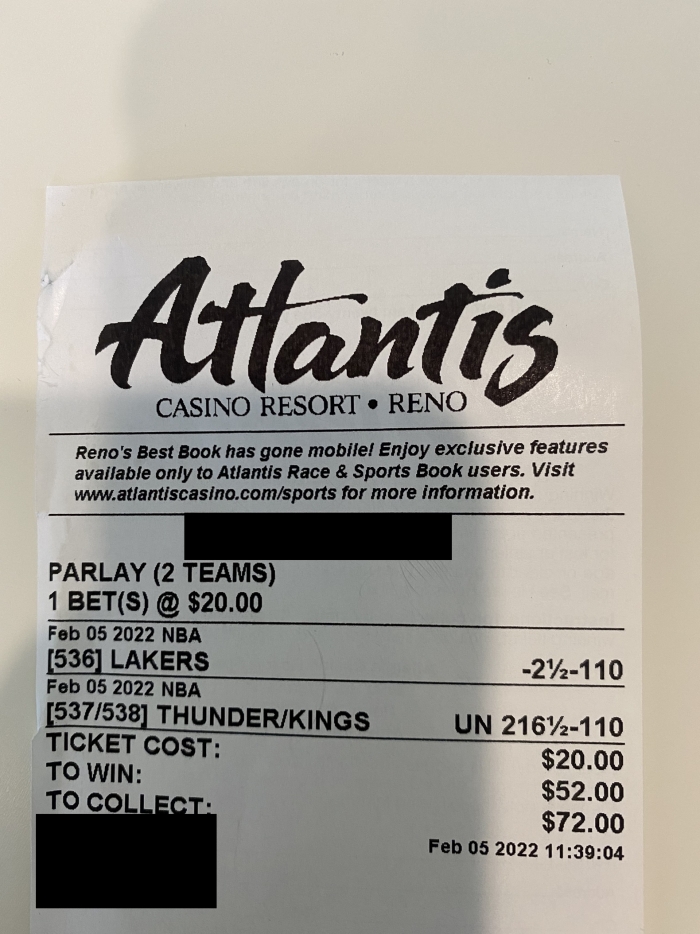 Atlantis
CASINO RESORT • RENO
Reno's Best Book has gone mobile! Enjoy exclusive features
available only to Atlantis Race & Sports Book users. Visit
www.atlantiscasino.com/sports for more information.
PARLAY (2 TEAMS)
1 BET(S) @ $20.00
Feb 05 2022 NBA
[536] LAKERS -2½-110
Feb 05 2022 NBA
[537/538] THUNDER/KINGS UN 216½-110
TICKET COST: $20.00
TO WIN: $52.00
TO COLLECT: $72.00
Feb 05 2022 11:39:04